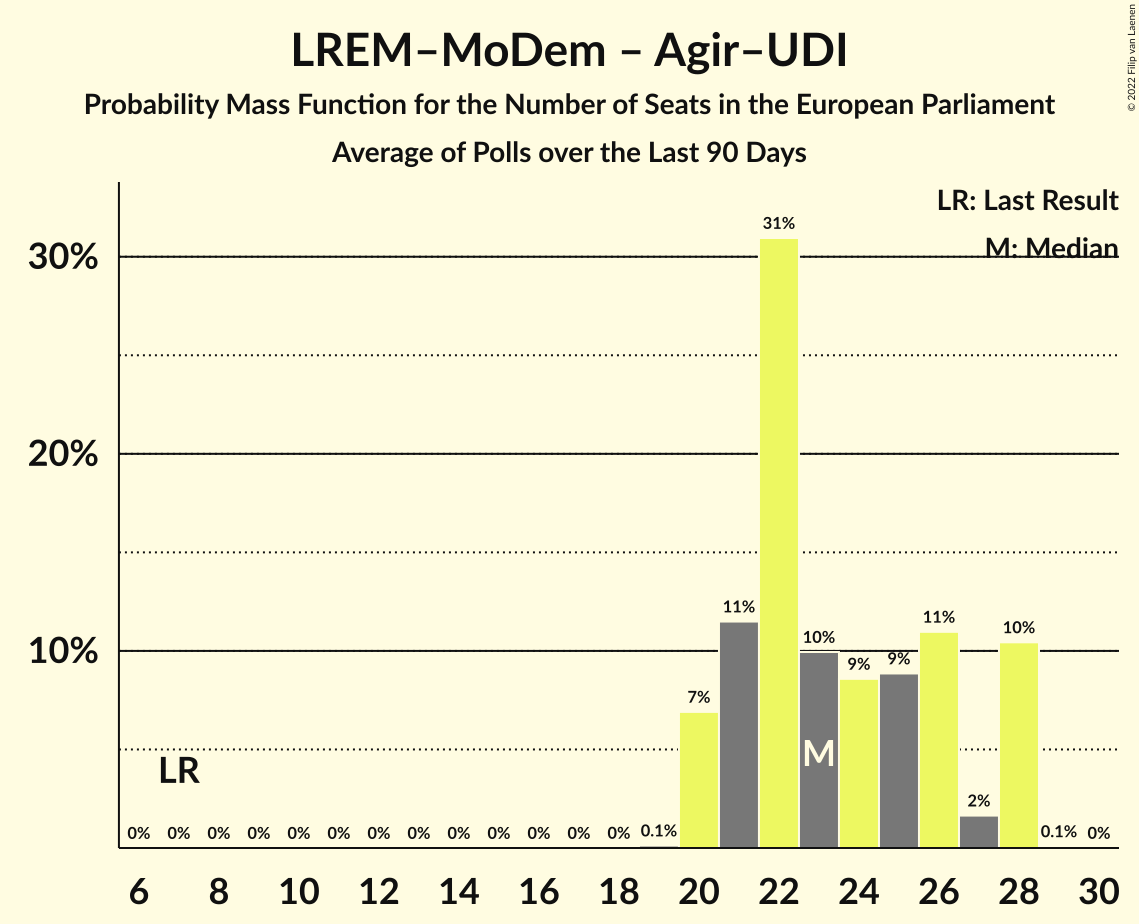 LREM–MoDem – Agir–UDI
Probability Mass Function for the Number of Seats in the European Parliament
Average of Polls over the Last 90 Days
© 2022 Filip van Laenen
LR: Last Result
M: Median
30%
20%
10%
31%
11%
10%
9%
9%
11%
10%
7%
2%
M
LR
0% 0% 0% 0% 0% 0% 0% 0% 0% 0% 0% 0% 0% 0.1% 0.1% 0%
6 8 10 12 14 16 18 20 22 24 26 28 30